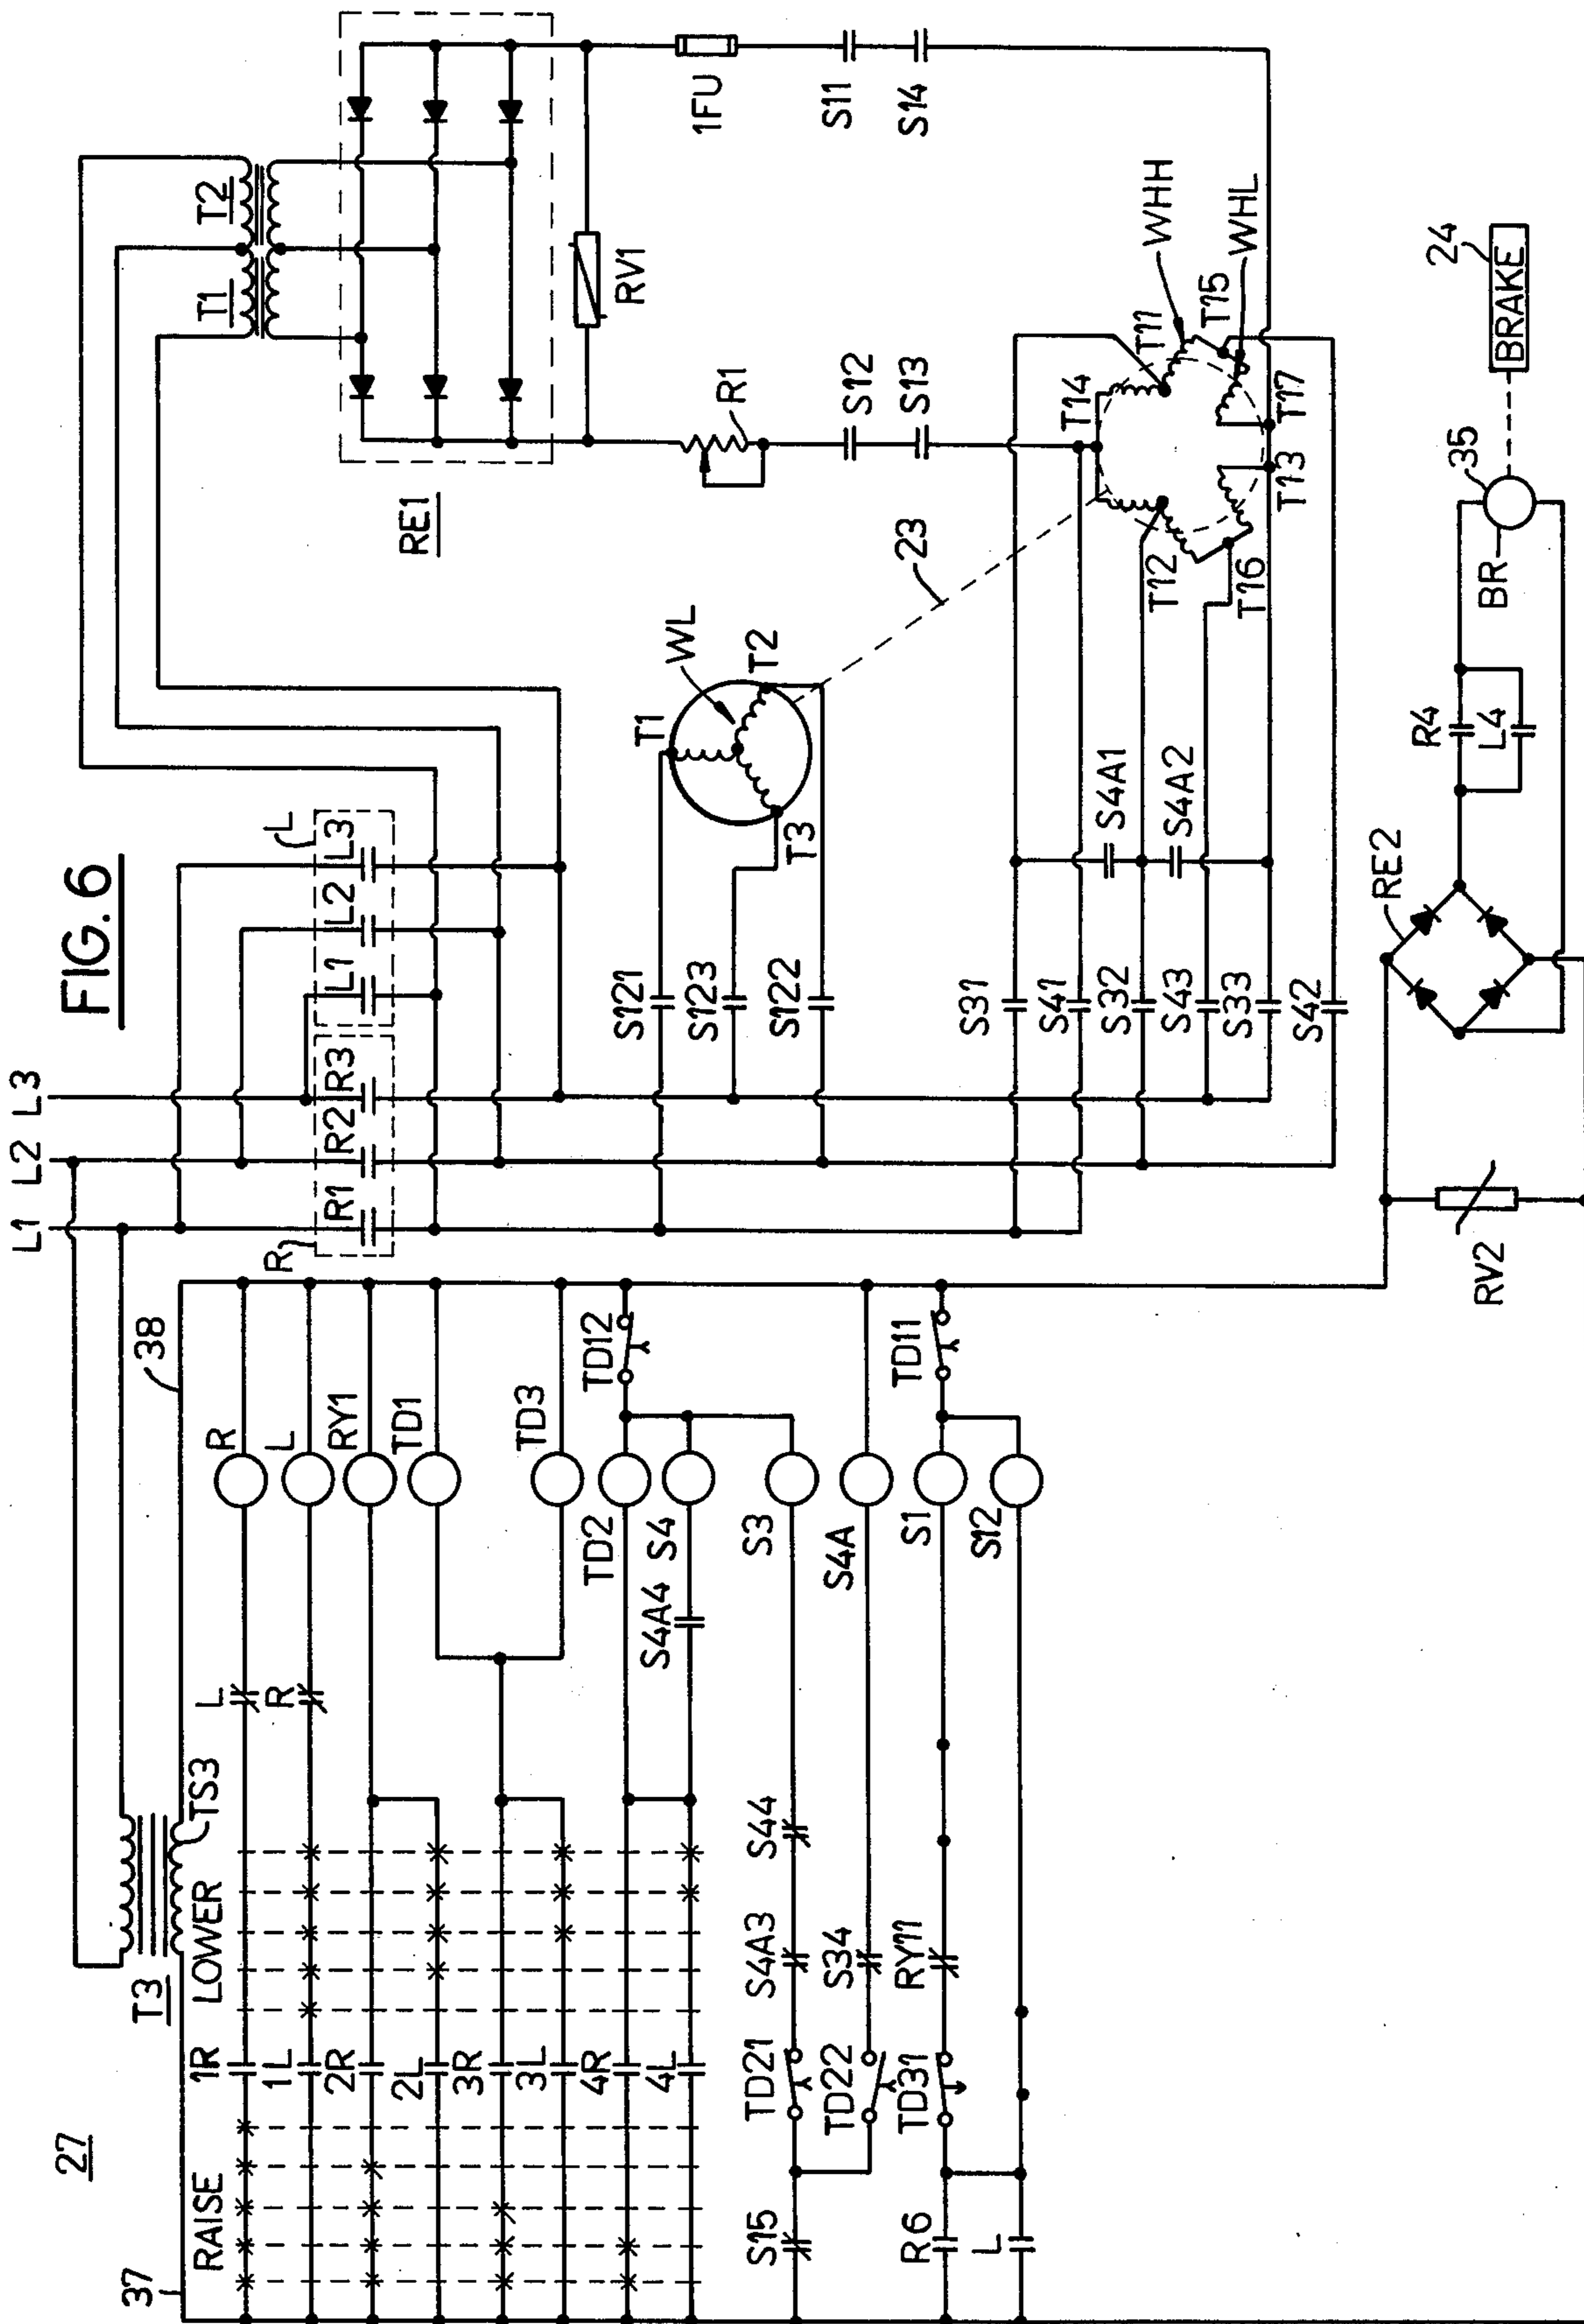 FIG. 6
L1 L2 L3
R
R1 R2 R3
L
L1 L2 L3
T1 T2
RE1
RV1
1FU
S11
S14
R1
S12
S13
WL
T1
T2
T3
23
S121
S123
S122
T14
T11
WHH
T15
WHL
T17
T13
T12
T16
S4A1
S4A2
S31
S41
S32
S43
S33
S42
24
BRAKE
35
BR
R4
L4
RE2
RV2
27
37
38
T3
TS3
RAISE
LOWER
1R
L
R
1L
R
L
2R
RY1
2L
TD1
3R
3L
TD3
4R
TD2
TD12
4L
S4A4
S4
S15
TD21
S4A3
S44
S3
TD22
S34
S4A
R6
TD31
RY11
S1
TD11
L
S12